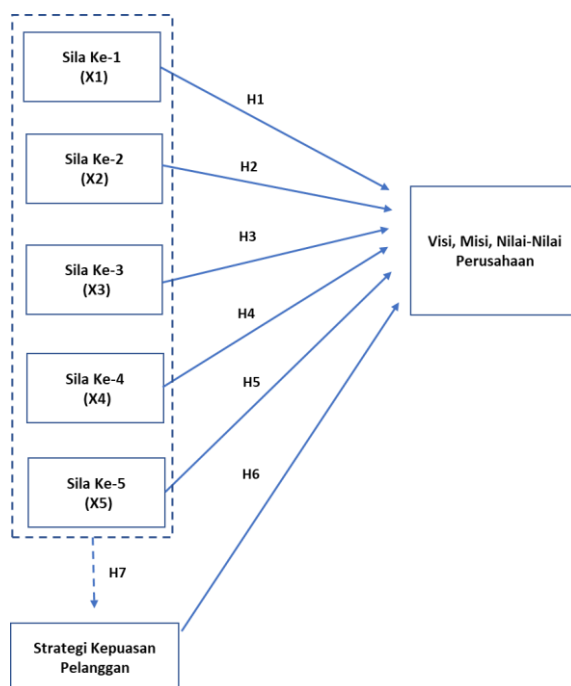 Sila Ke-1
(X1)
H1
Sila Ke-2
(X2)
H2
Visi, Misi, Nilai-Nilai
Perusahaan
Sila Ke-3
(X3)
H3
H4
Sila Ke-4
(X4)
H5
Sila Ke-5
(X5)
H6
H7
Strategi Kepuasan
Pelanggan